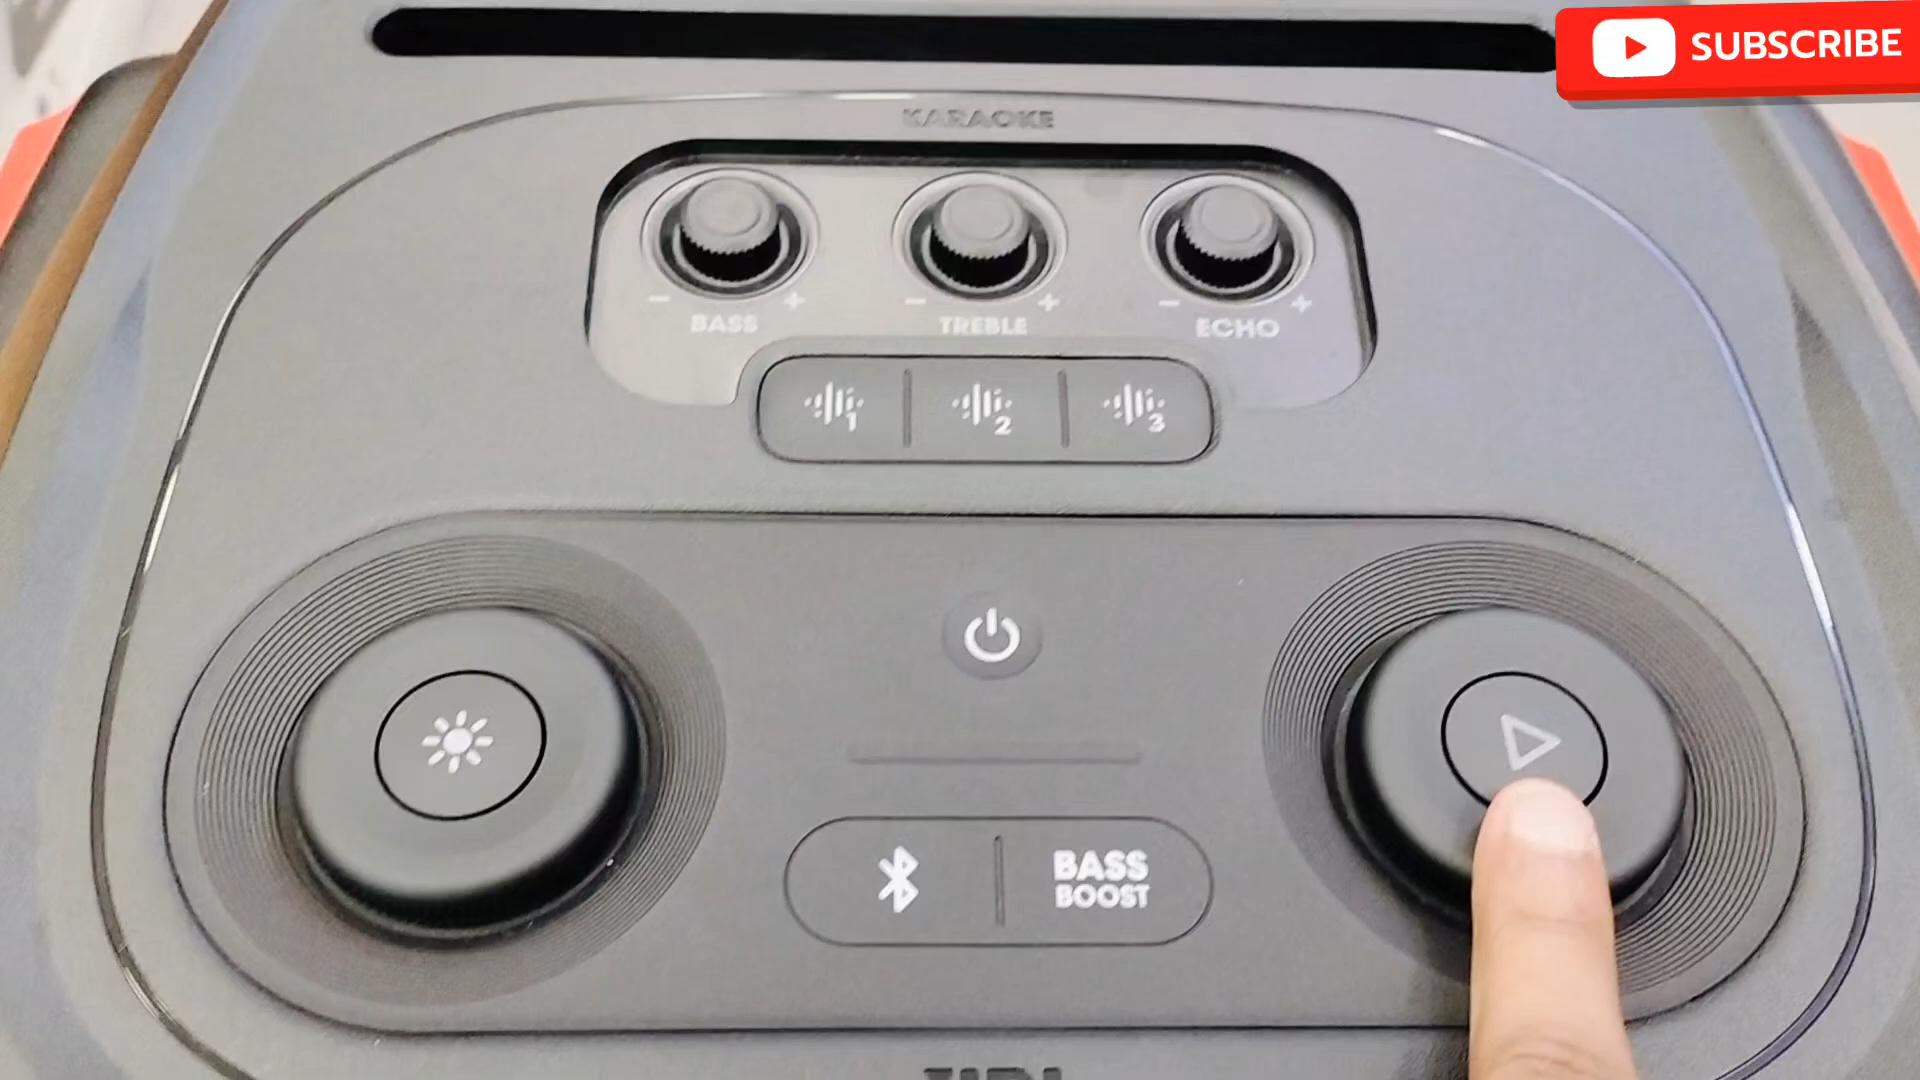 SUBSCRIBE
KARAOKE
- + - + - +
BASS TREBLE ECHO
1 2 3
BASS
BOOST